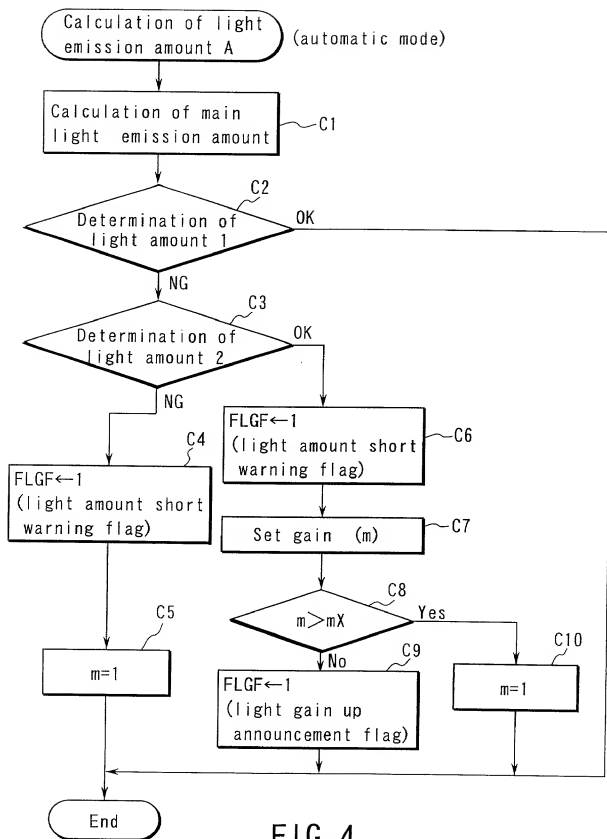 Calculation of light
emission amount A
(automatic mode)
Calculation of main
light emission amount
C1
C2
Determination of
light amount 1
OK
NG
C3
Determination of
light amount 2
OK
NG
C4
FLGF←1
(light amount short
warning flag)
FLGF←1
(light amount short
warning flag)
C6
Set gain (m)
C7
C8
m>mX
Yes
No
C5
m=1
C9
FLGF←1
(light gain up
announcement flag)
C10
m=1
End
FIG. 4